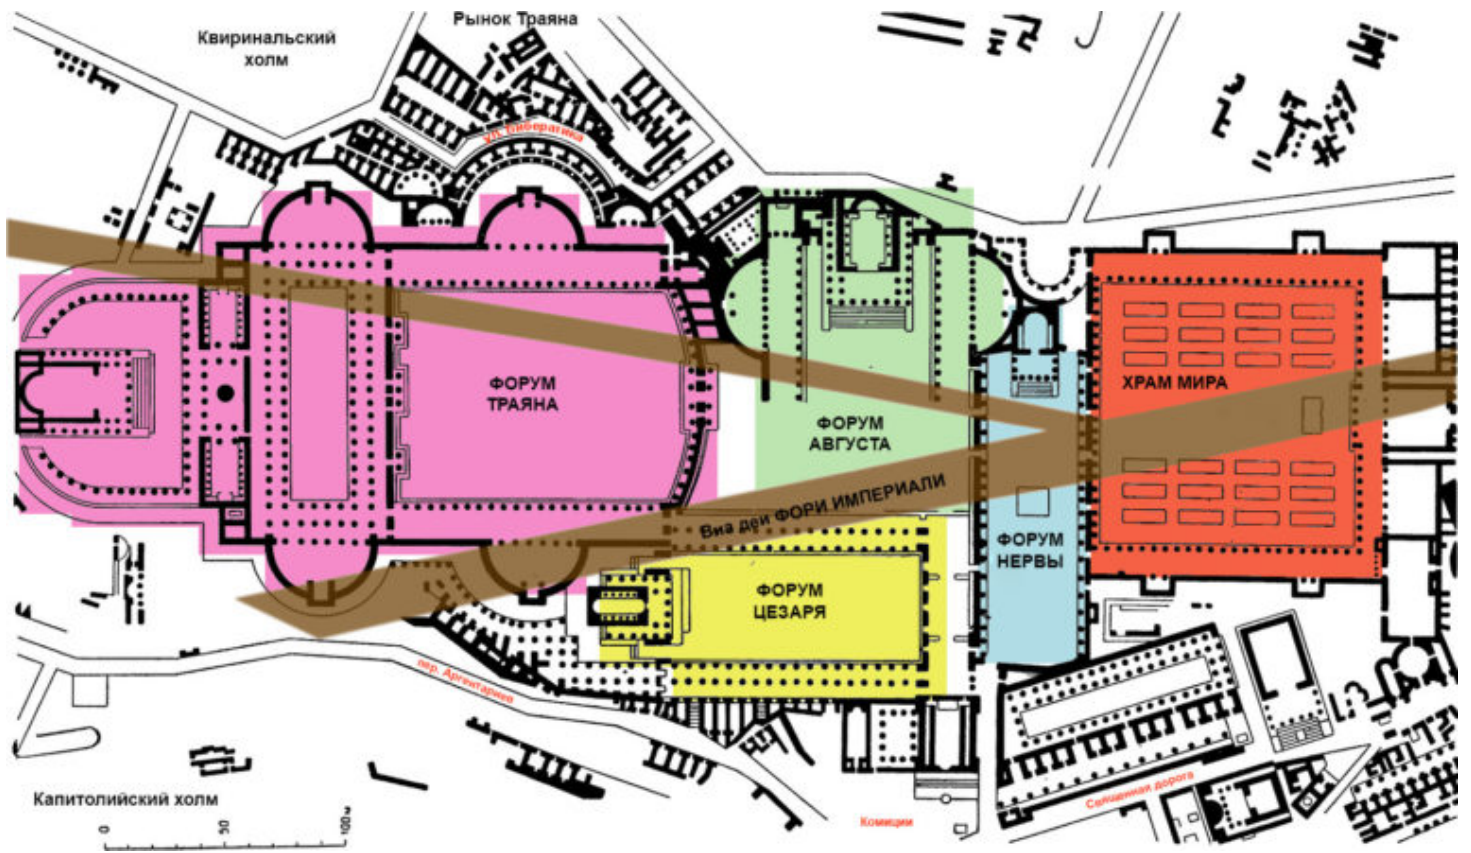 Рынок Траяна
Квиринальский
холм
ул. Бибератика
ФОРУМ
ТРАЯНА
ХРАМ МИРА
ФОРУМ
АВГУСТА
Виа деи ФОРИ ИМПЕРИАЛИ
ФОРУМ
НЕРВЫ
ФОРУМ
ЦЕЗАРЯ
пер. Аргентариев
Священная дорога
Капитолийский холм
Комиции
0 50 100